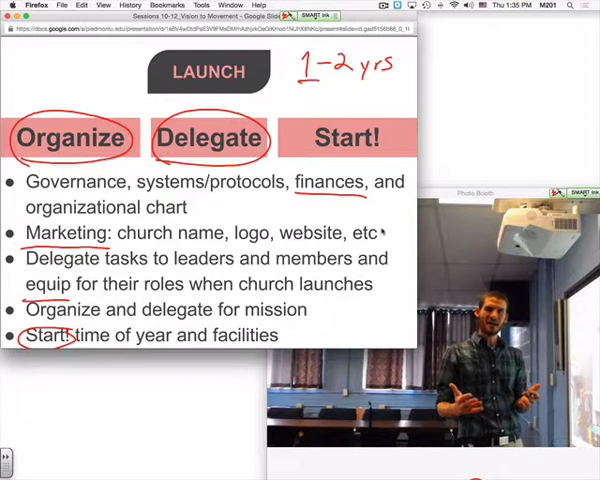 Firefox File Edit View History Bookmarks Tools Window Help
Thu 1:35 PM M201
Sessions 10-12_Vision to Movement - Google Slid
SMART Ink
LAUNCH
1-2 yrs
Organize Delegate Start!
● Governance, systems/protocols, finances, and
organizational chart
● Marketing: church name, logo, website, etc
● Delegate tasks to leaders and members and
equip for their roles when church launches
● Organize and delegate for mission
● Start! time of year and facilities
Photo Booth
SMART Ink